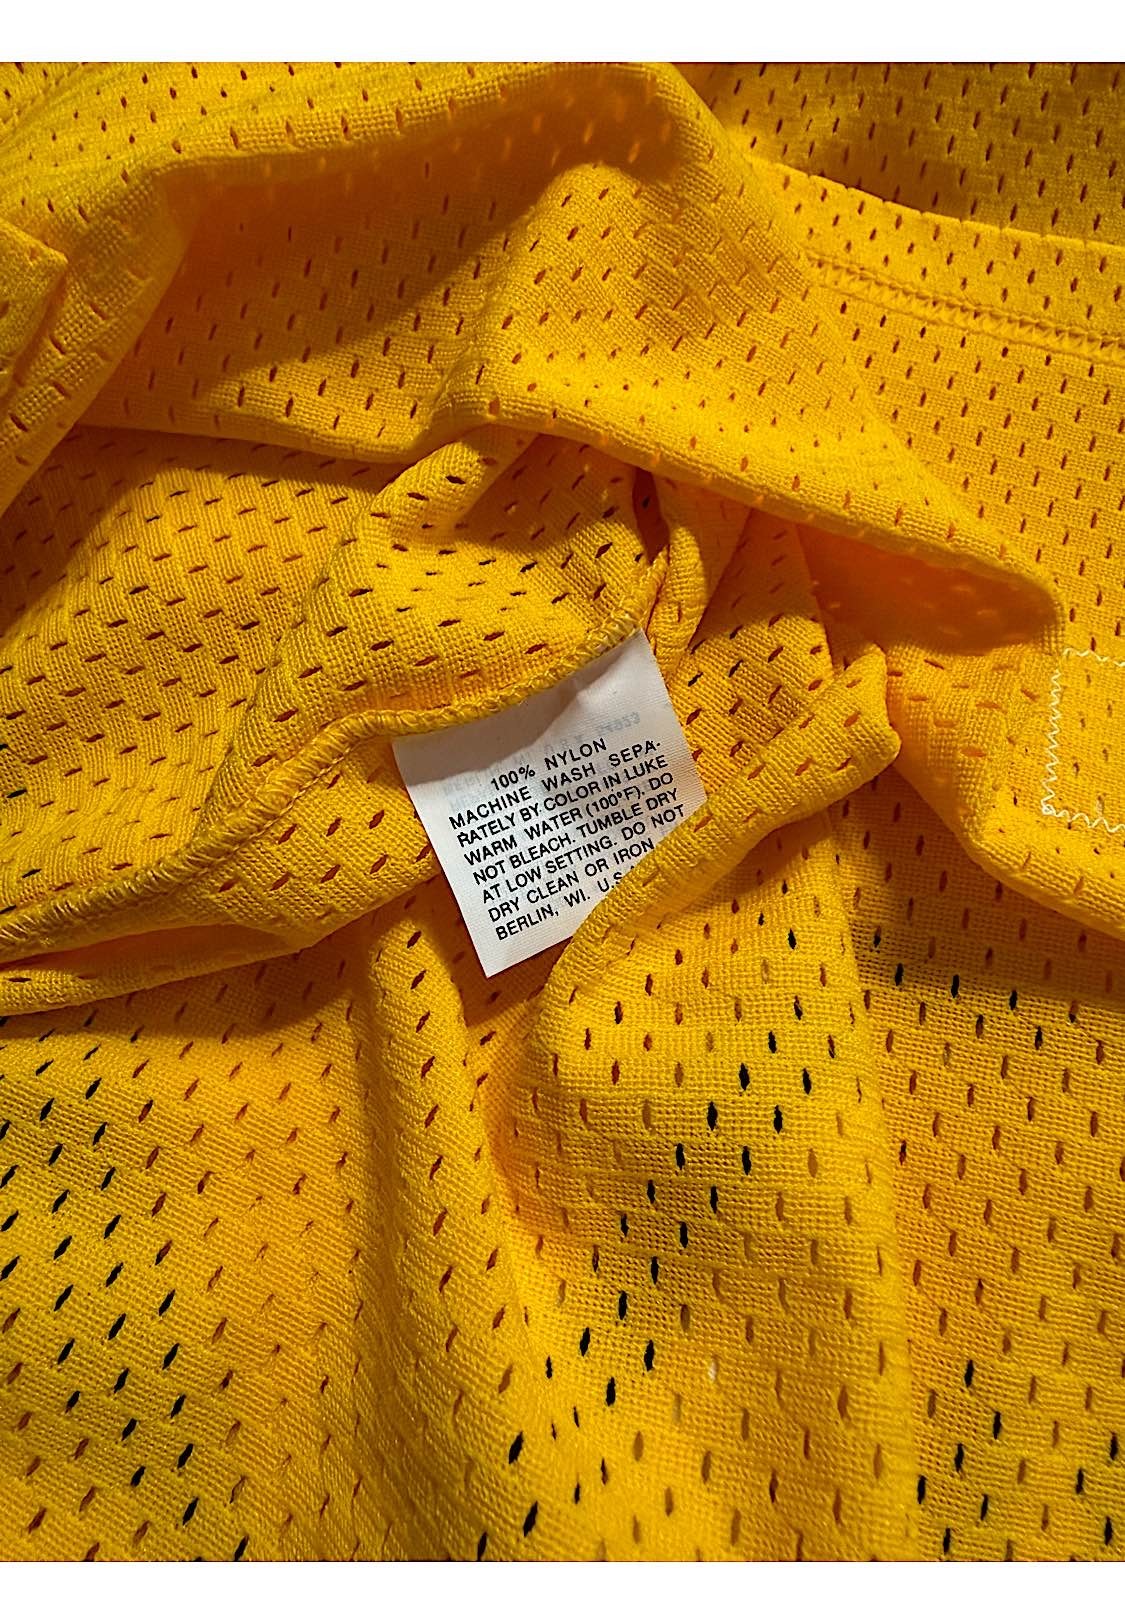 100% NYLON
MACHINE WASH SEPA-
RATELY BY COLOR IN LUKE
WARM WATER (100°F). DO
NOT BLEACH. TUMBLE DRY
AT LOW SETTING. DO NOT
DRY CLEAN OR IRON
BERLIN, WI. U.S.